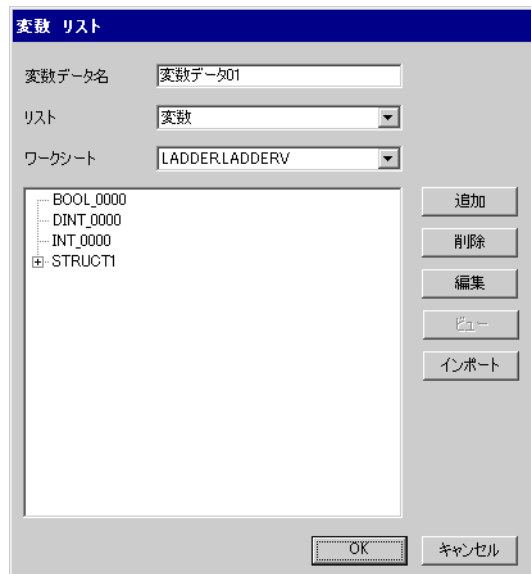 変数 リスト
変数データ名 変数データ01
リスト 変数
ワークシート LADDER.LADDERV
BOOL_0000
DINT_0000
INT_0000
STRUCT1
追加
削除
編集
ビュー
インポート
OK キャンセル